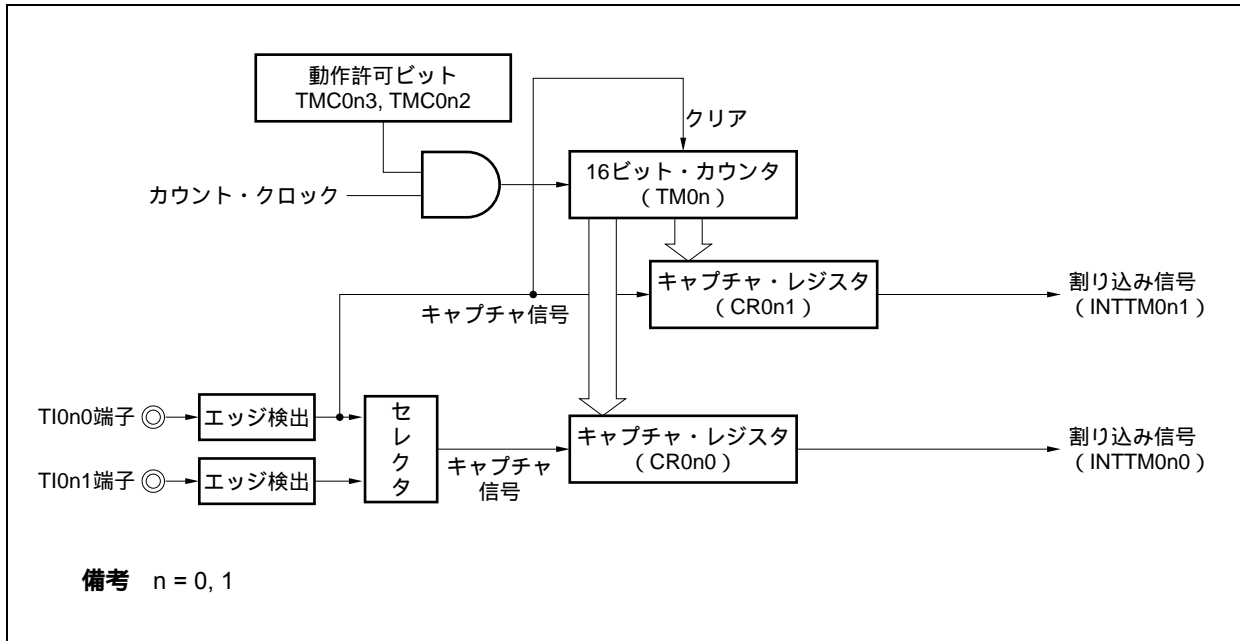 動作許可ビット
TMC0n3, TMC0n2
クリア
カウント・クロック
16ビット・カウンタ
（TM0n）
キャプチャ・レジスタ
（CR0n1）
割り込み信号
（INTTM0n1）
キャプチャ信号
TI0n0端子
エッジ検出
セレクタ
キャプチャ・レジスタ
（CR0n0）
割り込み信号
（INTTM0n0）
TI0n1端子
エッジ検出
キャプチャ
信号
備考 n = 0, 1